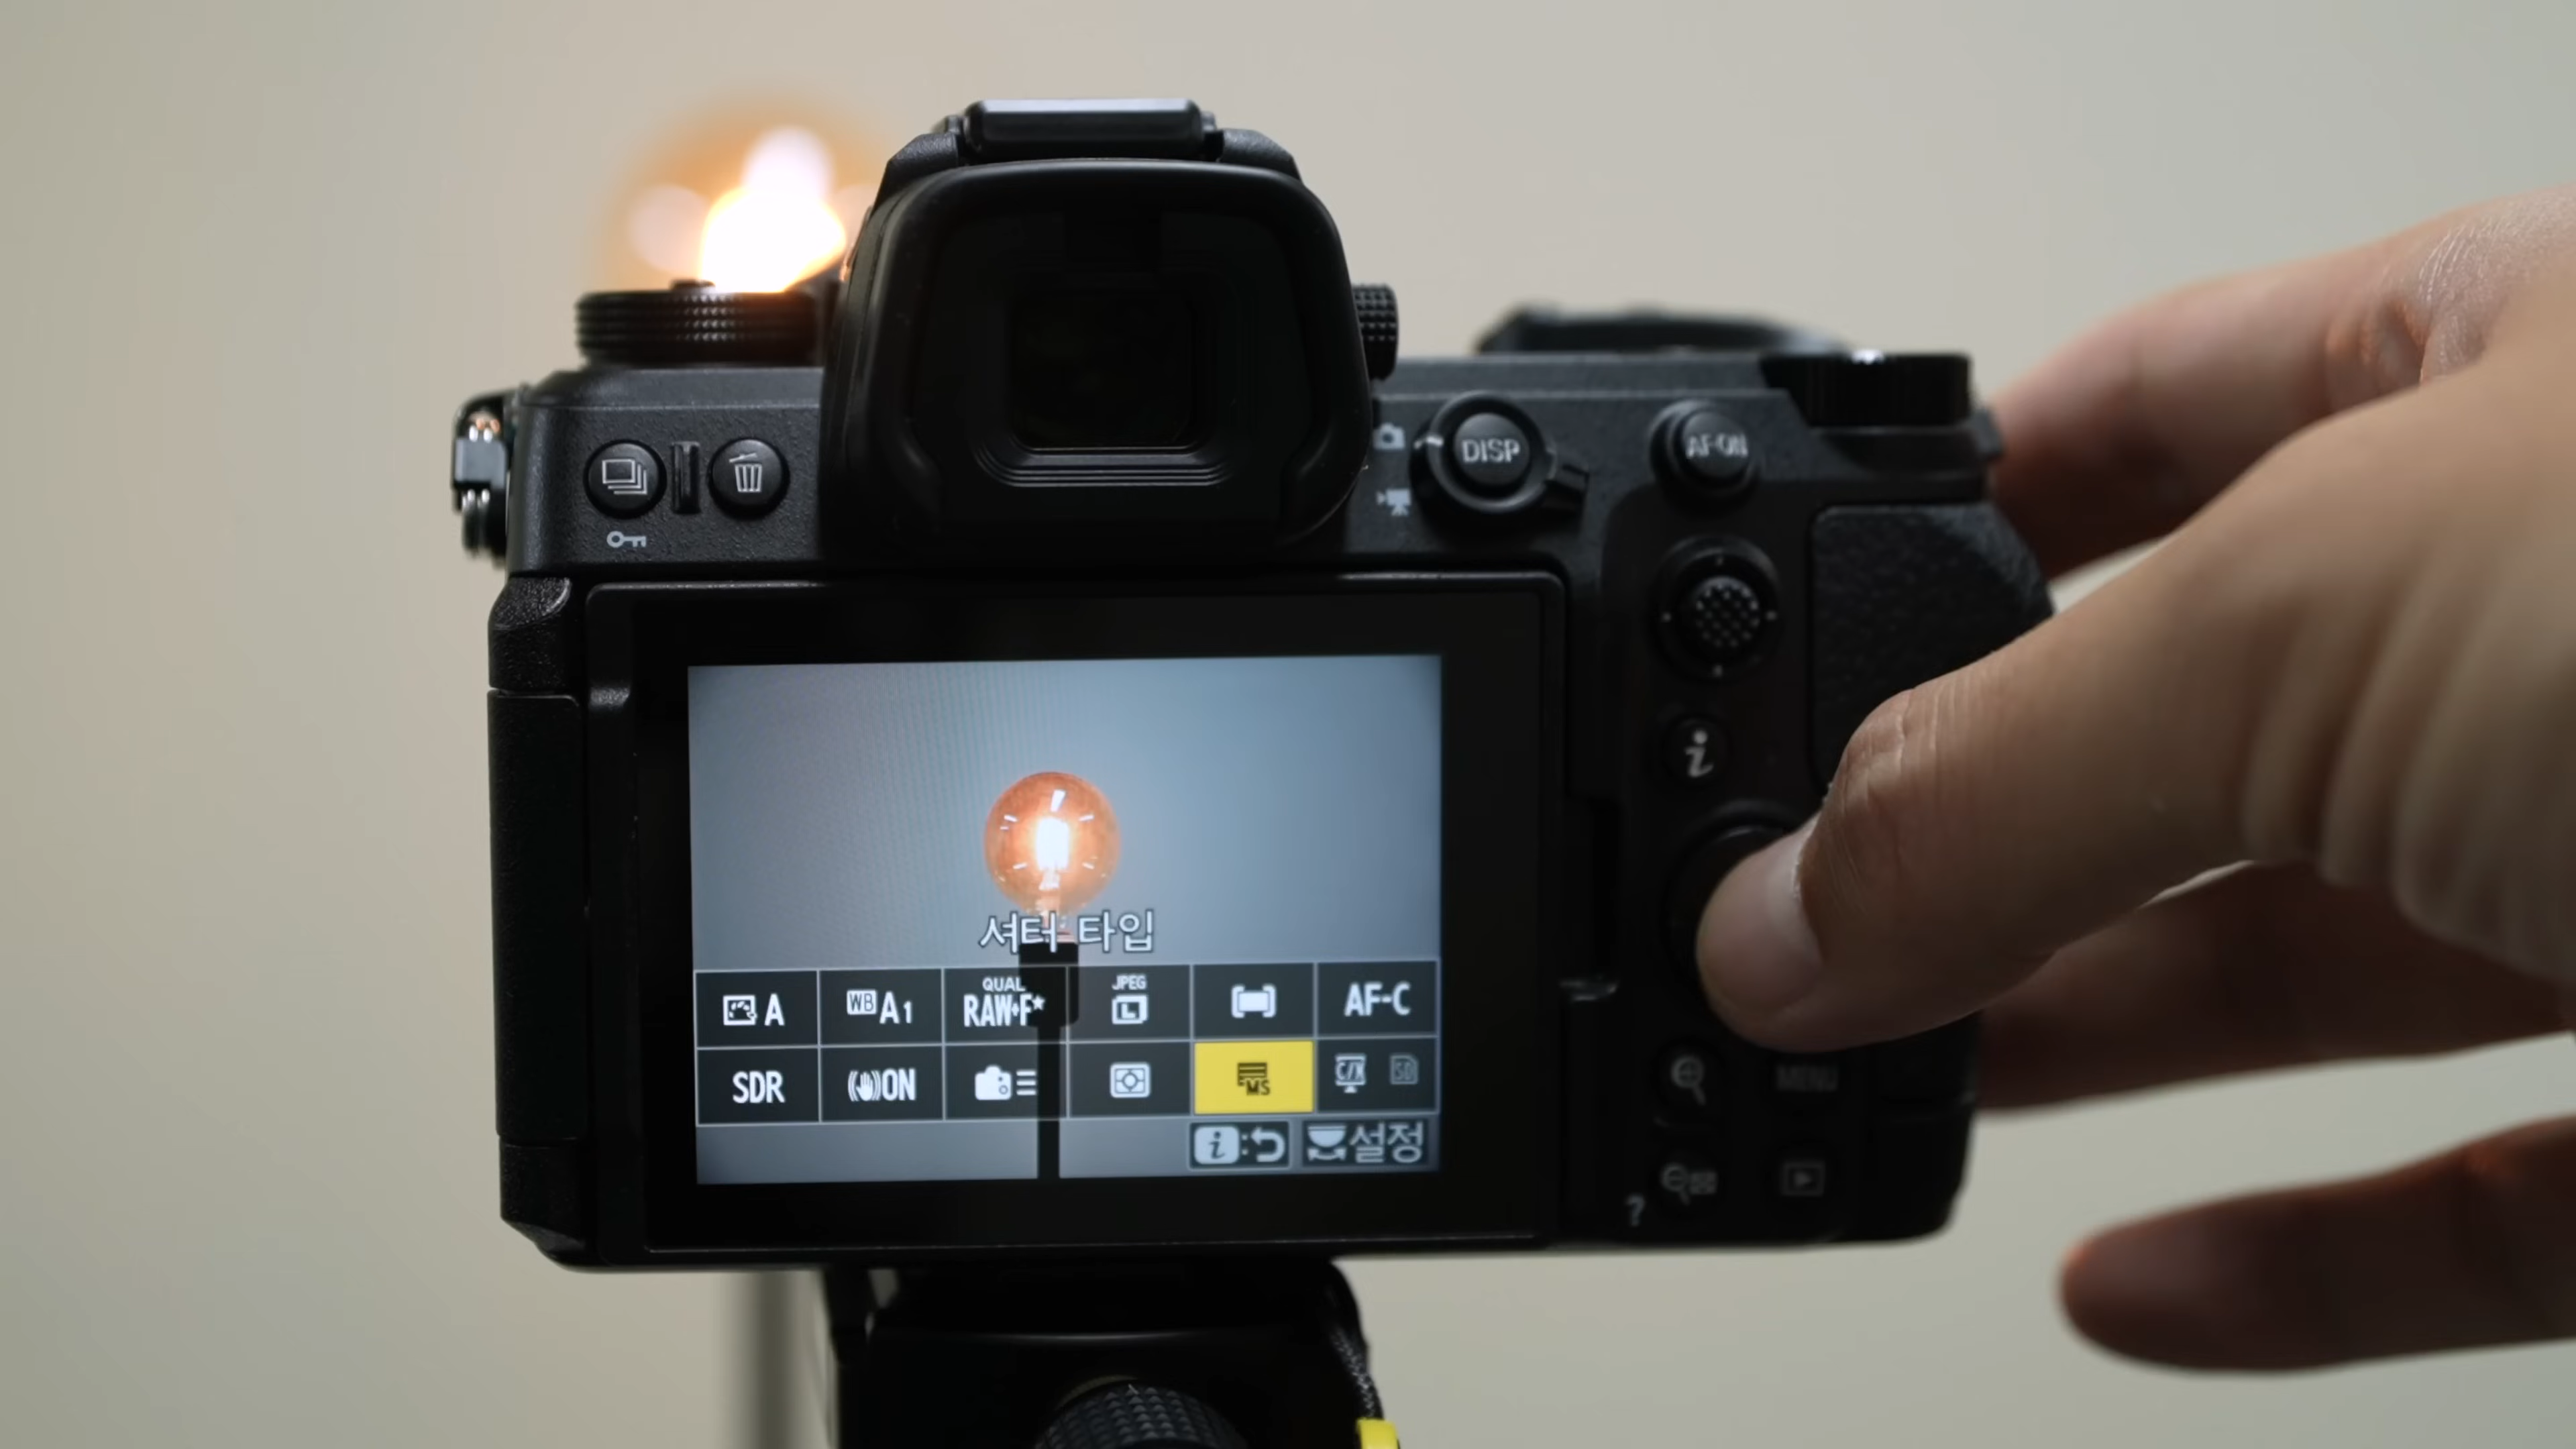 DISP
AF-ON
i
셔터 타입
A
WB A1
QUAL
RAW+F★
JPEG
L
AF-C
SDR
ON
MS
C/K SD
i: 설정
MENU
?